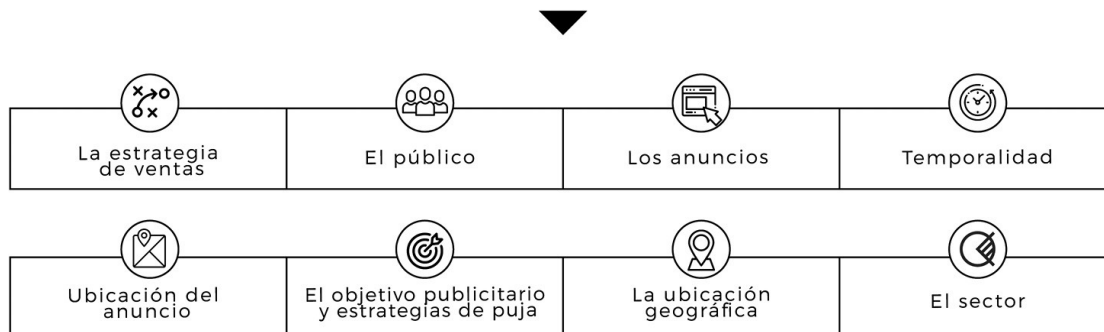 La estrategia
de ventas
El público
Los anuncios
Temporalidad
Ubicación del
anuncio
El objetivo publicitario
y estrategias de puja
La ubicación
geográfica
El sector